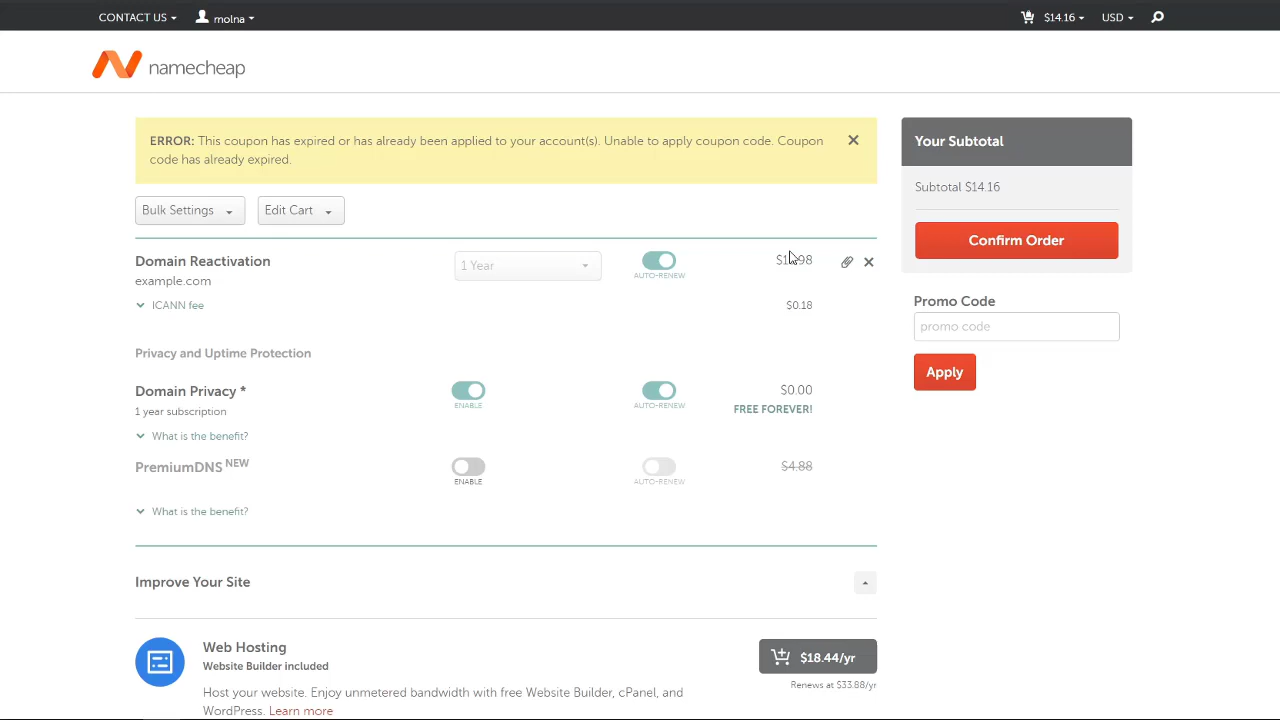 CONTACT US
molna
$14.16
USD
namecheap
ERROR: This coupon has expired or has already been applied to your account(s). Unable to apply coupon code. Coupon
code has already expired.
Your Subtotal
Subtotal $14.16
Bulk Settings
Edit Cart
Confirm Order
Domain Reactivation
example.com
1 Year
AUTO-RENEW
ICANN fee
$0.18
Promo Code
promo code
Apply
Privacy and Uptime Protection
Domain Privacy *
1 year subscription
ENABLE
AUTO-RENEW
$0.00
FREE FOREVER!
What is the benefit?
PremiumDNS NEW
ENABLE
AUTO-RENEW
$4.88
What is the benefit?
Improve Your Site
Web Hosting
Website Builder included
Host your website. Enjoy unmetered bandwidth with free Website Builder, cPanel, and
WordPress. Learn more
$18.44/yr
Renews at $33.88/yr